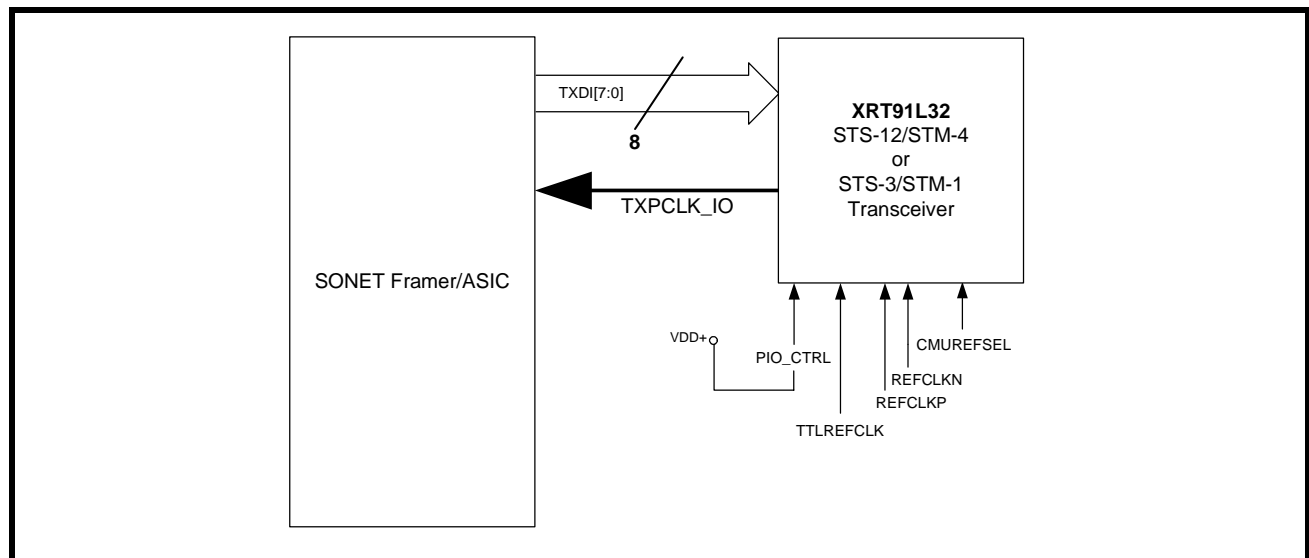 TXDI[7:0]
8
XRT91L32
STS-12/STM-4
or
STS-3/STM-1
Transceiver
TXPCLK_IO
SONET Framer/ASIC
VDD+
PIO_CTRL
CMUREFSEL
REFCLKN
REFCLKP
TTLREFCLK